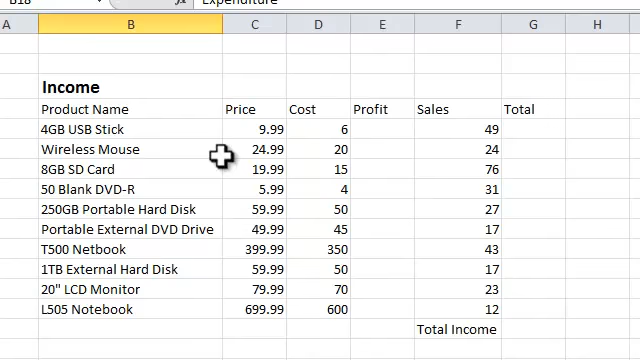 B18 fx Expenditure
A B C D E F G H
Income
Product Name Price Cost Profit Sales Total
4GB USB Stick 9.99 6 49
Wireless Mouse 24.99 20 24
8GB SD Card 19.99 15 76
50 Blank DVD-R 5.99 4 31
250GB Portable Hard Disk 59.99 50 27
Portable External DVD Drive 49.99 45 17
T500 Netbook 399.99 350 43
1TB External Hard Disk 59.99 50 17
20" LCD Monitor 79.99 70 23
L505 Notebook 699.99 600 12
Total Income